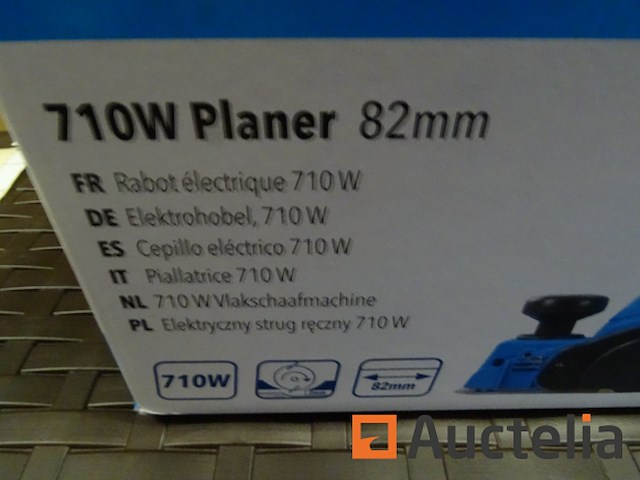 710W Planer 82mm
FR Rabot électrique 710 W
DE Elektrohobel, 710 W
ES Cepillo eléctrico 710 W
IT Piallatrice 710 W
NL 710 W Vlakschaafmachine
PL Elektryczny strug ręczny 710 W
710W
82mm
Auctelia